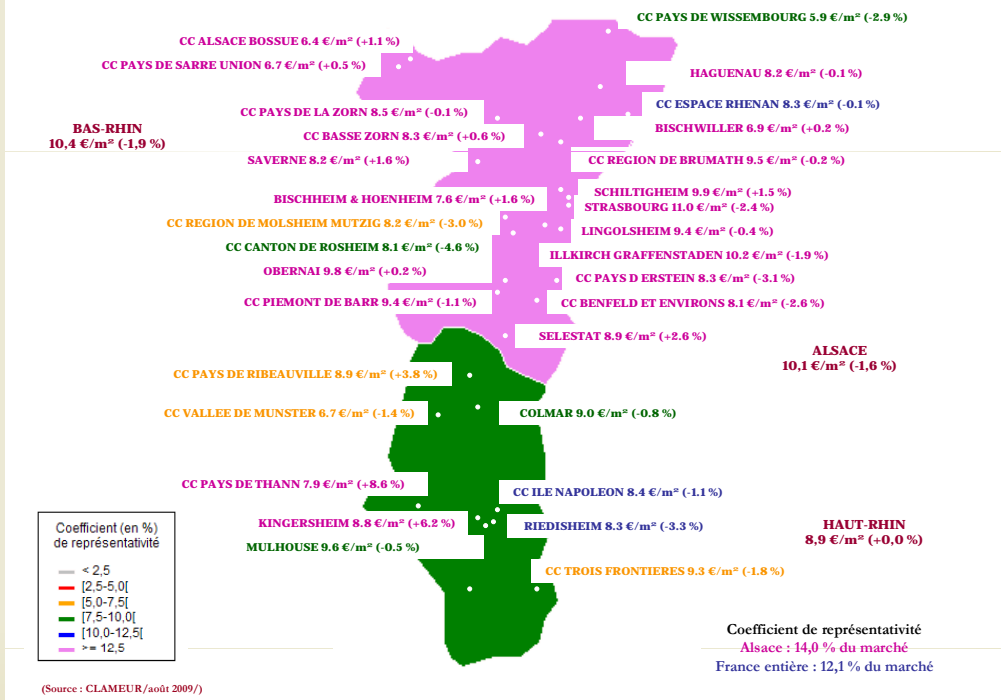 CC PAYS DE WISSEMBOURG 5.9 €/m² (-2.9 %)
CC ALSACE BOSSUE 6.4 €/m² (+1.1 %)
CC PAYS DE SARRE UNION 6.7 €/m² (+0.5 %)
HAGUENAU 8.2 €/m² (-0.1 %)
CC ESPACE RHENAN 8.3 €/m² (-0.1 %)
CC PAYS DE LA ZORN 8.5 €/m² (-0.1 %)
BISCHWILLER 6.9 €/m² (+0.2 %)
BAS-RHIN
10,4 €/m² (-1,9 %)
CC BASSE ZORN 8.3 €/m² (+0.6 %)
SAVERNE 8.2 €/m² (+1.6 %)
CC REGION DE BRUMATH 9.5 €/m² (-0.2 %)
SCHILTIGHEIM 9.9 €/m² (+1.5 %)
BISCHHEIM & HOENHEIM 7.6 €/m² (+1.6 %)
STRASBOURG 11.0 €/m² (-2.4 %)
CC REGION DE MOLSHEIM MUTZIG 8.2 €/m² (-3.0 %)
LINGOLSHEIM 9.4 €/m² (-0.4 %)
CC CANTON DE ROSHEIM 8.1 €/m² (-4.6 %)
ILLKIRCH GRAFFENSTADEN 10.2 €/m² (-1.9 %)
OBERNAI 9.8 €/m² (+0.2 %)
CC PAYS D ERSTEIN 8.3 €/m² (-3.1 %)
CC PIEMONT DE BARR 9.4 €/m² (-1.1 %)
CC BENFELD ET ENVIRONS 8.1 €/m² (-2.6 %)
SELESTAT 8.9 €/m² (+2.6 %)
ALSACE
10,1 €/m² (-1,6 %)
CC PAYS DE RIBEAUVILLE 8.9 €/m² (+3.8 %)
CC VALLEE DE MUNSTER 6.7 €/m² (-1.4 %)
COLMAR 9.0 €/m² (-0.8 %)
CC PAYS DE THANN 7.9 €/m² (+8.6 %)
CC ILE NAPOLEON 8.4 €/m² (-1.1 %)
KINGERSHEIM 8.8 €/m² (+6.2 %)
RIEDISHEIM 8.3 €/m² (-3.3 %)
HAUT-RHIN
8,9 €/m² (+0,0 %)
MULHOUSE 9.6 €/m² (-0.5 %)
CC TROIS FRONTIERES 9.3 €/m² (-1.8 %)
Coefficient (en %)
de représentativité
< 2,5
[2,5-5,0[
[5,0-7,5[
[7,5-10,0[
[10,0-12,5[
>= 12,5
Coefficient de représentativité
Alsace : 14,0 % du marché
France entière : 12,1 % du marché
(Source : CLAMEUR/août 2009/)